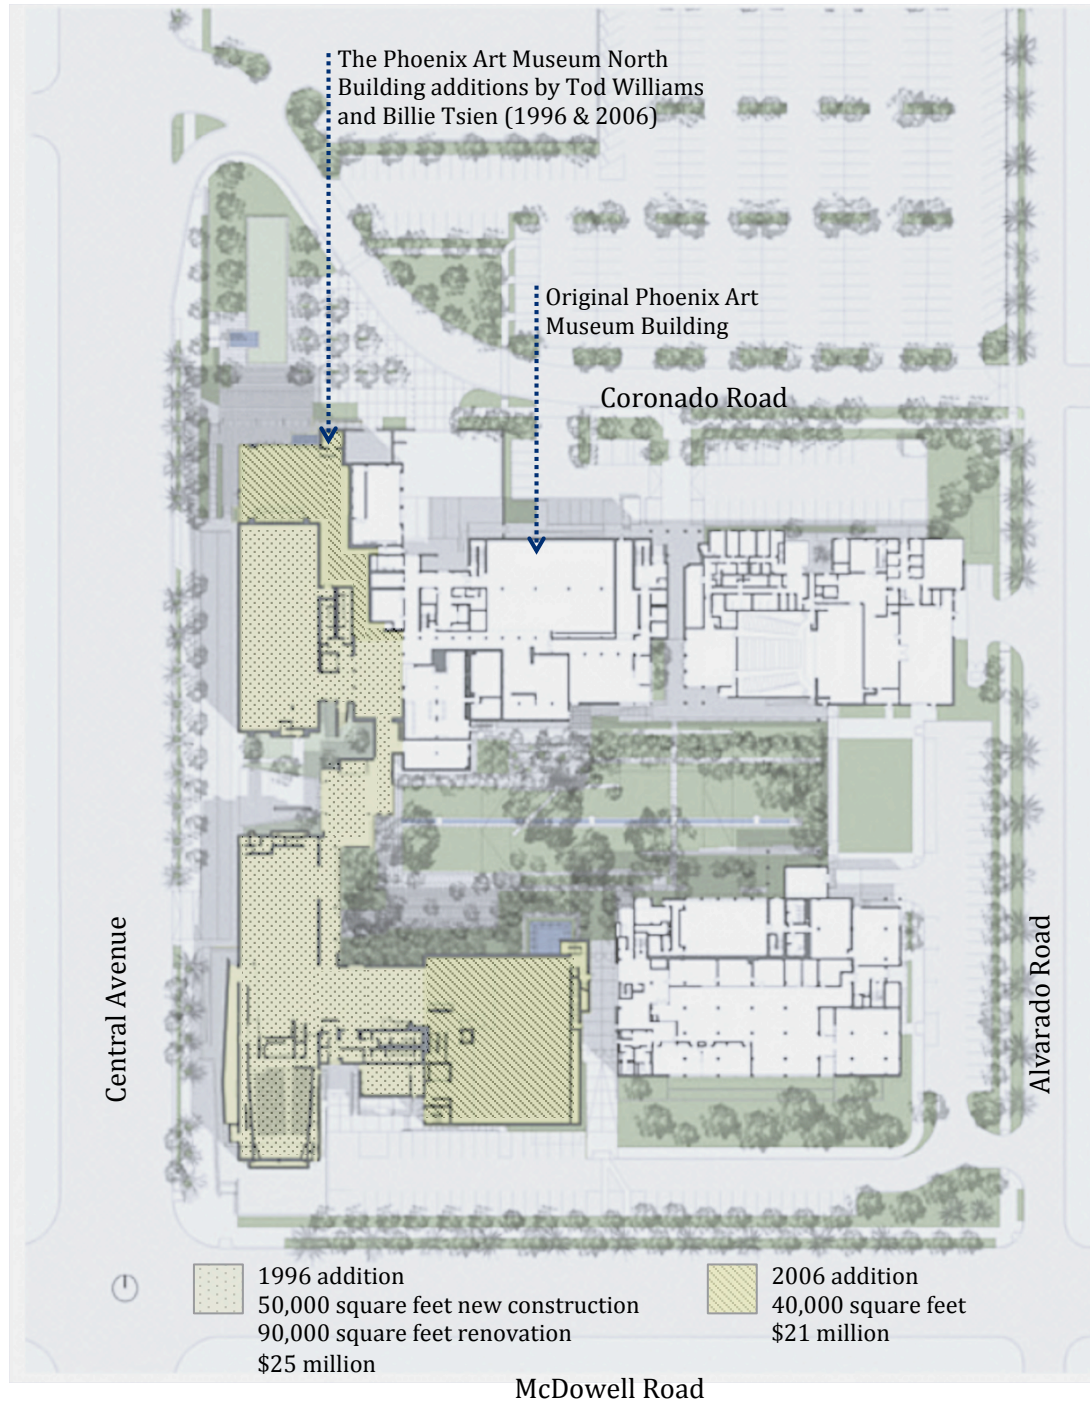 The Phoenix Art Museum North
Building additions by Tod Williams
and Billie Tsien (1996 & 2006)
Original Phoenix Art
Museum Building
Coronado Road
Central Avenue
Alvarado Road
1996 addition
50,000 square feet new construction
90,000 square feet renovation
$25 million
2006 addition
40,000 square feet
$21 million
McDowell Road